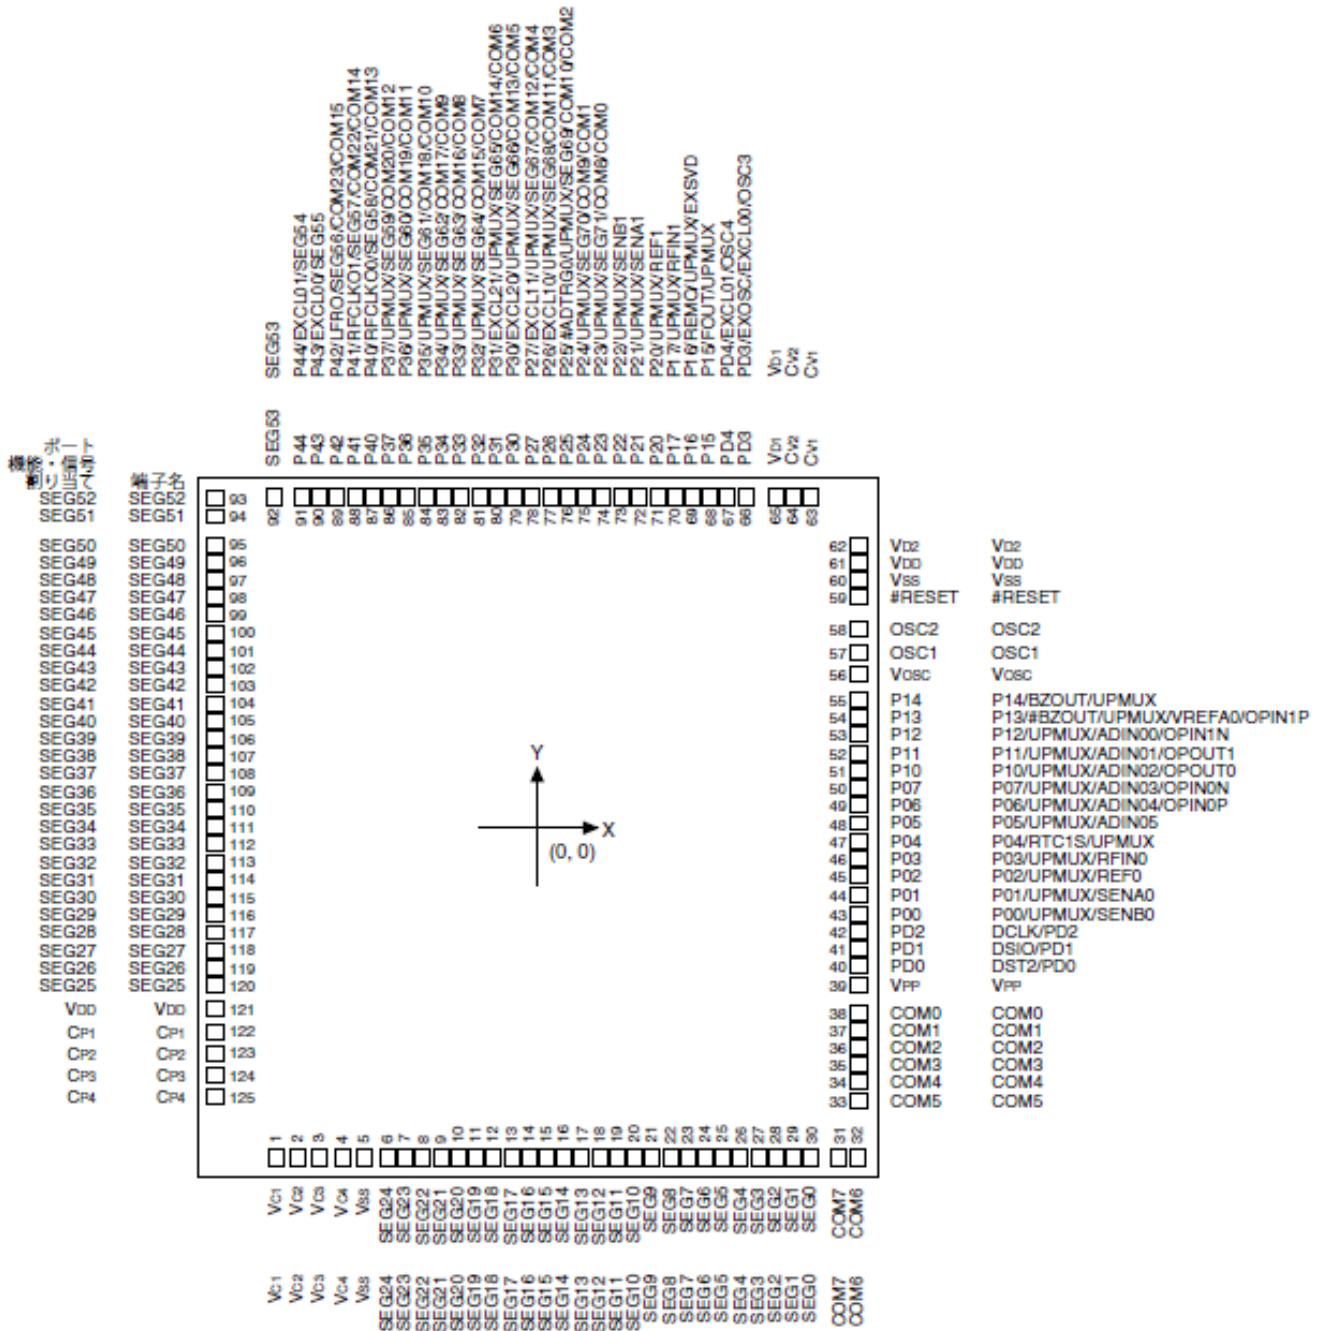 SEG53
P44/EXCL01/SEG54
P43/EXCL00/SEG55
P42/LFRO/SEG56/COM23/COM15
P41/RFCLKO1/SEG57/COM22/COM14
P40/RFCLKO0/SEG58/COM21/COM13
P37/UPMUX/SEG59/COM20/COM12
P36/UPMUX/SEG60/COM19/COM11
P35/UPMUX/SEG61/COM18/COM10
P34/UPMUX/SEG62/COM17/COM9
P33/UPMUX/SEG63/COM16/COM8
P32/UPMUX/SEG64/COM15/COM7
P31/EXCL21/UPMUX/SEG65/COM14/COM6
P30/EXCL20/UPMUX/SEG66/COM13/COM5
P27/EXCL11/UPMUX/SEG67/COM12/COM4
P26/EXCL10/UPMUX/SEG68/COM11/COM3
P25/#ADTRG0/UPMUX/SEG69/COM10/COM2
P24/UPMUX/SEG70/COM9/COM1
P23/UPMUX/SEG71/COM8/COM0
P22/UPMUX/SENB1
P21/UPMUX/SENA1
P20/UPMUX/REF1
P17/UPMUX/RFIN1
P16/REMO/UPMUX/EXSVD
P15/FOUT/UPMUX
PD4/EXCL01/OSC4
PD3/EXOSC/EXCL00/OSC3
VD1
CV2
CV1
SEG53 P44 P43 P42 P41 P40 P37 P36 P35 P34 P33 P32 P31 P30 P27 P26 P25 P24 P23 P22 P21 P20 P17 P16 P15 PD4 PD3 VD1 CV2 CV1
ポート
機能・信号
割り当て 端子名
92 91 90 89 88 87 86 85 84 83 82 81 80 79 78 77 76 75 74 73 72 71 70 69 68 67 66 65 64 63
SEG52 SEG52 93
SEG51 SEG51 94
SEG50 SEG50 95
SEG49 SEG49 96
SEG48 SEG48 97
SEG47 SEG47 98
SEG46 SEG46 99
SEG45 SEG45 100
SEG44 SEG44 101
SEG43 SEG43 102
SEG42 SEG42 103
SEG41 SEG41 104
SEG40 SEG40 105
SEG39 SEG39 106
SEG38 SEG38 107
SEG37 SEG37 108
SEG36 SEG36 109
SEG35 SEG35 110
SEG34 SEG34 111
SEG33 SEG33 112
SEG32 SEG32 113
SEG31 SEG31 114
SEG30 SEG30 115
SEG29 SEG29 116
SEG28 SEG28 117
SEG27 SEG27 118
SEG26 SEG26 119
SEG25 SEG25 120
VDD VDD 121
CP1 CP1 122
CP2 CP2 123
CP3 CP3 124
CP4 CP4 125
Y
X
(0, 0)
62 VD2 VD2
61 VDD VDD
60 VSS VSS
59 #RESET #RESET
58 OSC2 OSC2
57 OSC1 OSC1
56 VOSC VOSC
55 P14 P14/BZOUT/UPMUX
54 P13 P13/#BZOUT/UPMUX/VREFA0/OPIN1P
53 P12 P12/UPMUX/ADIN00/OPIN1N
52 P11 P11/UPMUX/ADIN01/OPOUT1
51 P10 P10/UPMUX/ADIN02/OPOUT0
50 P07 P07/UPMUX/ADIN03/OPIN0N
49 P06 P06/UPMUX/ADIN04/OPIN0P
48 P05 P05/UPMUX/ADIN05
47 P04 P04/RTC1S/UPMUX
46 P03 P03/UPMUX/RFIN0
45 P02 P02/UPMUX/REF0
44 P01 P01/UPMUX/SENA0
43 P00 P00/UPMUX/SENB0
42 PD2 DCLK/PD2
41 PD1 DSIO/PD1
40 PD0 DST2/PD0
39 VPP VPP
38 COM0 COM0
37 COM1 COM1
36 COM2 COM2
35 COM3 COM3
34 COM4 COM4
33 COM5 COM5
1 2 3 4 5 6 7 8 9 10 11 12 13 14 15 16 17 18 19 20 21 22 23 24 25 26 27 28 29 30 31 32
VC1 VC2 VC3 VC4 VSS SEG24 SEG23 SEG22 SEG21 SEG20 SEG19 SEG18 SEG17 SEG16 SEG15 SEG14 SEG13 SEG12 SEG11 SEG10 SEG9 SEG8 SEG7 SEG6 SEG5 SEG4 SEG3 SEG2 SEG1 SEG0 COM7 COM6
VC1 VC2 VC3 VC4 VSS SEG24 SEG23 SEG22 SEG21 SEG20 SEG19 SEG18 SEG17 SEG16 SEG15 SEG14 SEG13 SEG12 SEG11 SEG10 SEG9 SEG8 SEG7 SEG6 SEG5 SEG4 SEG3 SEG2 SEG1 SEG0 COM7 COM6